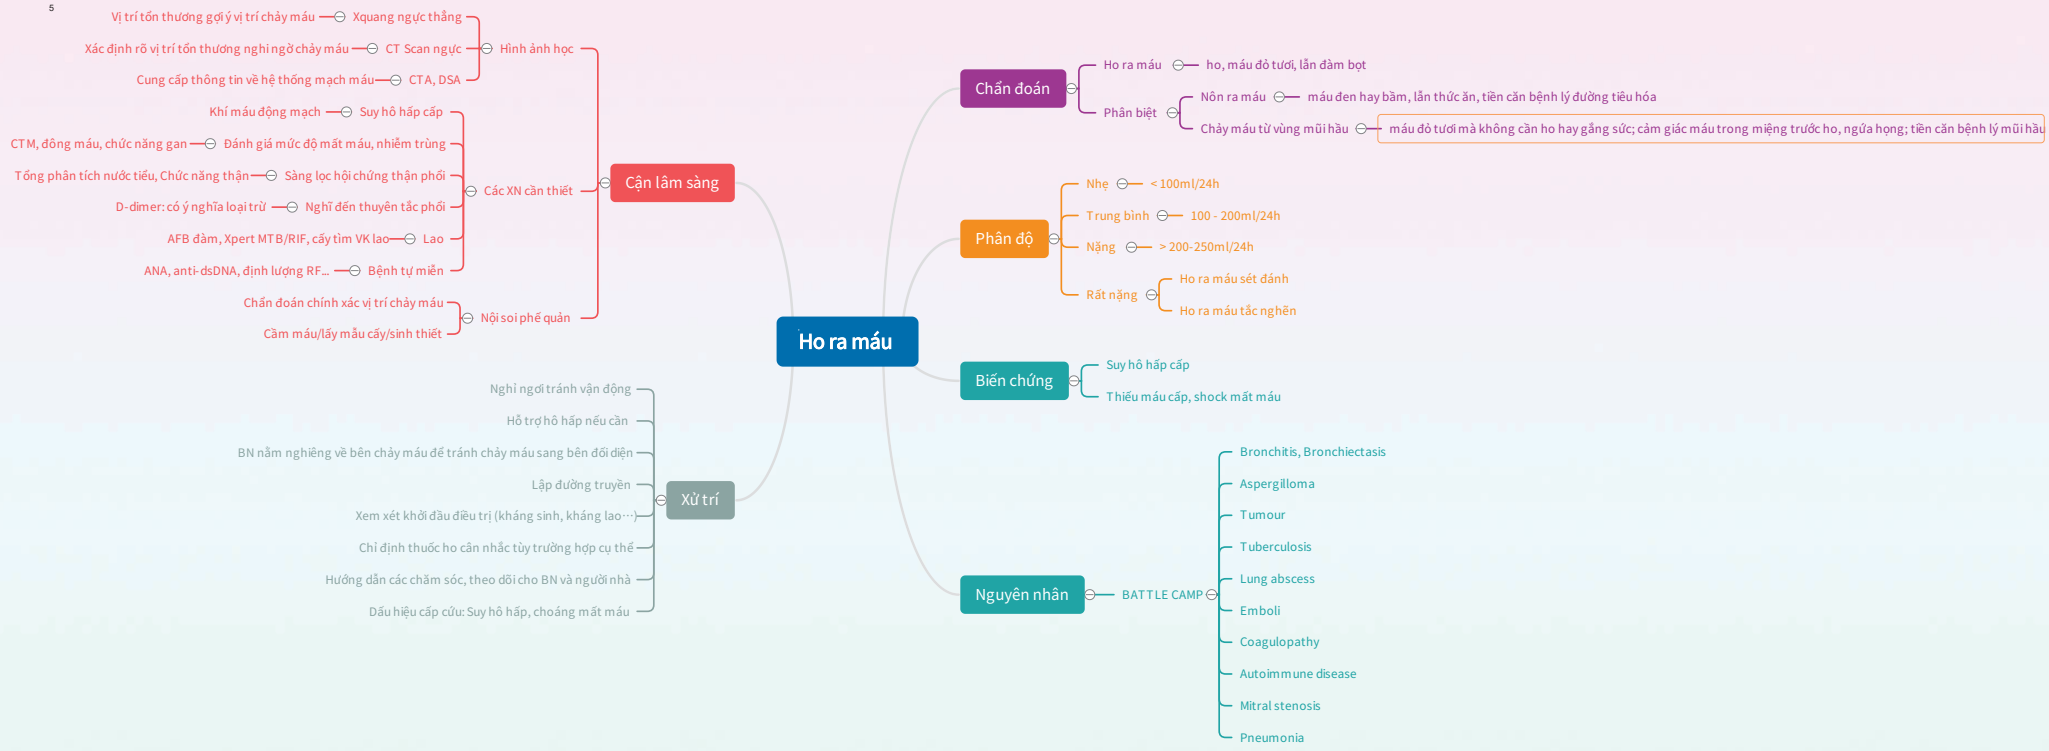 5
Ho ra máu
Chẩn đoán
Ho ra máu
ho, máu đỏ tươi, lẫn đàm bọt
Phân biệt
Nôn ra máu
máu đen hay bầm, lẫn thức ăn, tiền căn bệnh lý đường tiêu hóa
Chảy máu từ vùng mũi hầu
máu đỏ tươi mà không cần ho hay gắng sức; cảm giác máu trong miệng trước ho, ngứa họng; tiền căn bệnh lý mũi hầu
Phân độ
Nhẹ
< 100ml/24h
Trung bình
100 - 200ml/24h
Nặng
> 200-250ml/24h
Rất nặng
Ho ra máu sét đánh
Ho ra máu tắc nghẽn
Biến chứng
Suy hô hấp cấp
Thiếu máu cấp, shock mất máu
Nguyên nhân
BATTLE CAMP
Bronchitis, Bronchiectasis
Aspergilloma
Tumour
Tuberculosis
Lung abscess
Emboli
Coagulopathy
Autoimmune disease
Mitral stenosis
Pneumonia
Cận lâm sàng
Hình ảnh học
Xquang ngực thẳng
Vị trí tổn thương gợi ý vị trí chảy máu
CT Scan ngực
Xác định rõ vị trí tổn thương nghi ngờ chảy máu
CTA, DSA
Cung cấp thông tin về hệ thống mạch máu
Các XN cần thiết
Suy hô hấp cấp
Khí máu động mạch
Đánh giá mức độ mất máu, nhiễm trùng
CTM, đông máu, chức năng gan
Sàng lọc hội chứng thận phổi
Tổng phân tích nước tiểu, Chức năng thận
Nghĩ đến thuyên tắc phổi
D-dimer: có ý nghĩa loại trừ
Lao
AFB đàm, Xpert MTB/RIF, cấy tìm VK lao
Bệnh tự miễn
ANA, anti-dsDNA, định lượng RF...
Nội soi phế quản
Chẩn đoán chính xác vị trí chảy máu
Cầm máu/lấy mẫu cấy/sinh thiết
Xử trí
Nghỉ ngơi tránh vận động
Hỗ trợ hô hấp nếu cần
BN nằm nghiêng về bên chảy máu để tránh chảy máu sang bên đối diện
Lập đường truyền
Xem xét khởi đầu điều trị (kháng sinh, kháng lao…)
Chỉ định thuốc ho cân nhắc tùy trường hợp cụ thể
Hướng dẫn các chăm sóc, theo dõi cho BN và người nhà
Dấu hiệu cấp cứu: Suy hô hấp, choáng mất máu